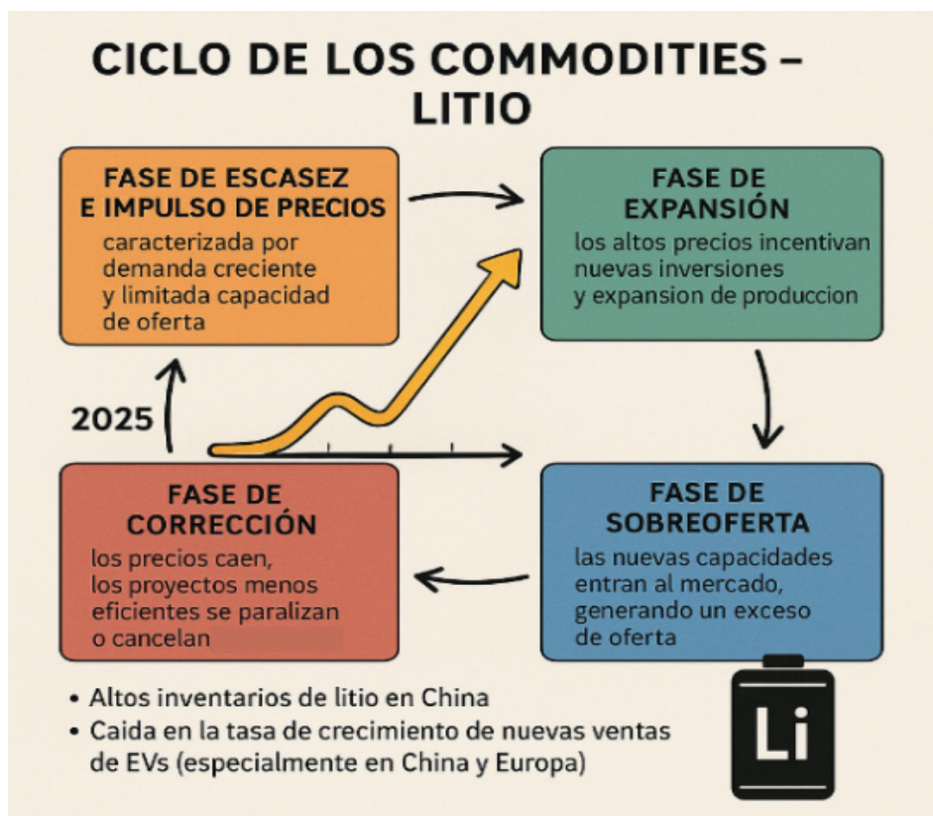 CICLO DE LOS COMMODITIES –
LITIO
FASE DE ESCASEZ
E IMPULSO DE PRECIOS
caracterizada por
demanda creciente
y limitada capacidad
de oferta
FASE DE
EXPANSIÓN
los altos precios incentivan
nuevas inversiones
y expansion de produccion
2025
FASE DE
CORRECCIÓN
los precios caen,
los proyectos menos
eficientes se paralizan
o cancelan
FASE DE
SOBREOFERTA
las nuevas capacidades
entran al mercado,
generando un exceso
de oferta
• Altos inventarios de litio en China
• Caida en la tasa de crecimiento de nuevas ventas
de EVs (especialmente en China y Europa)
Li